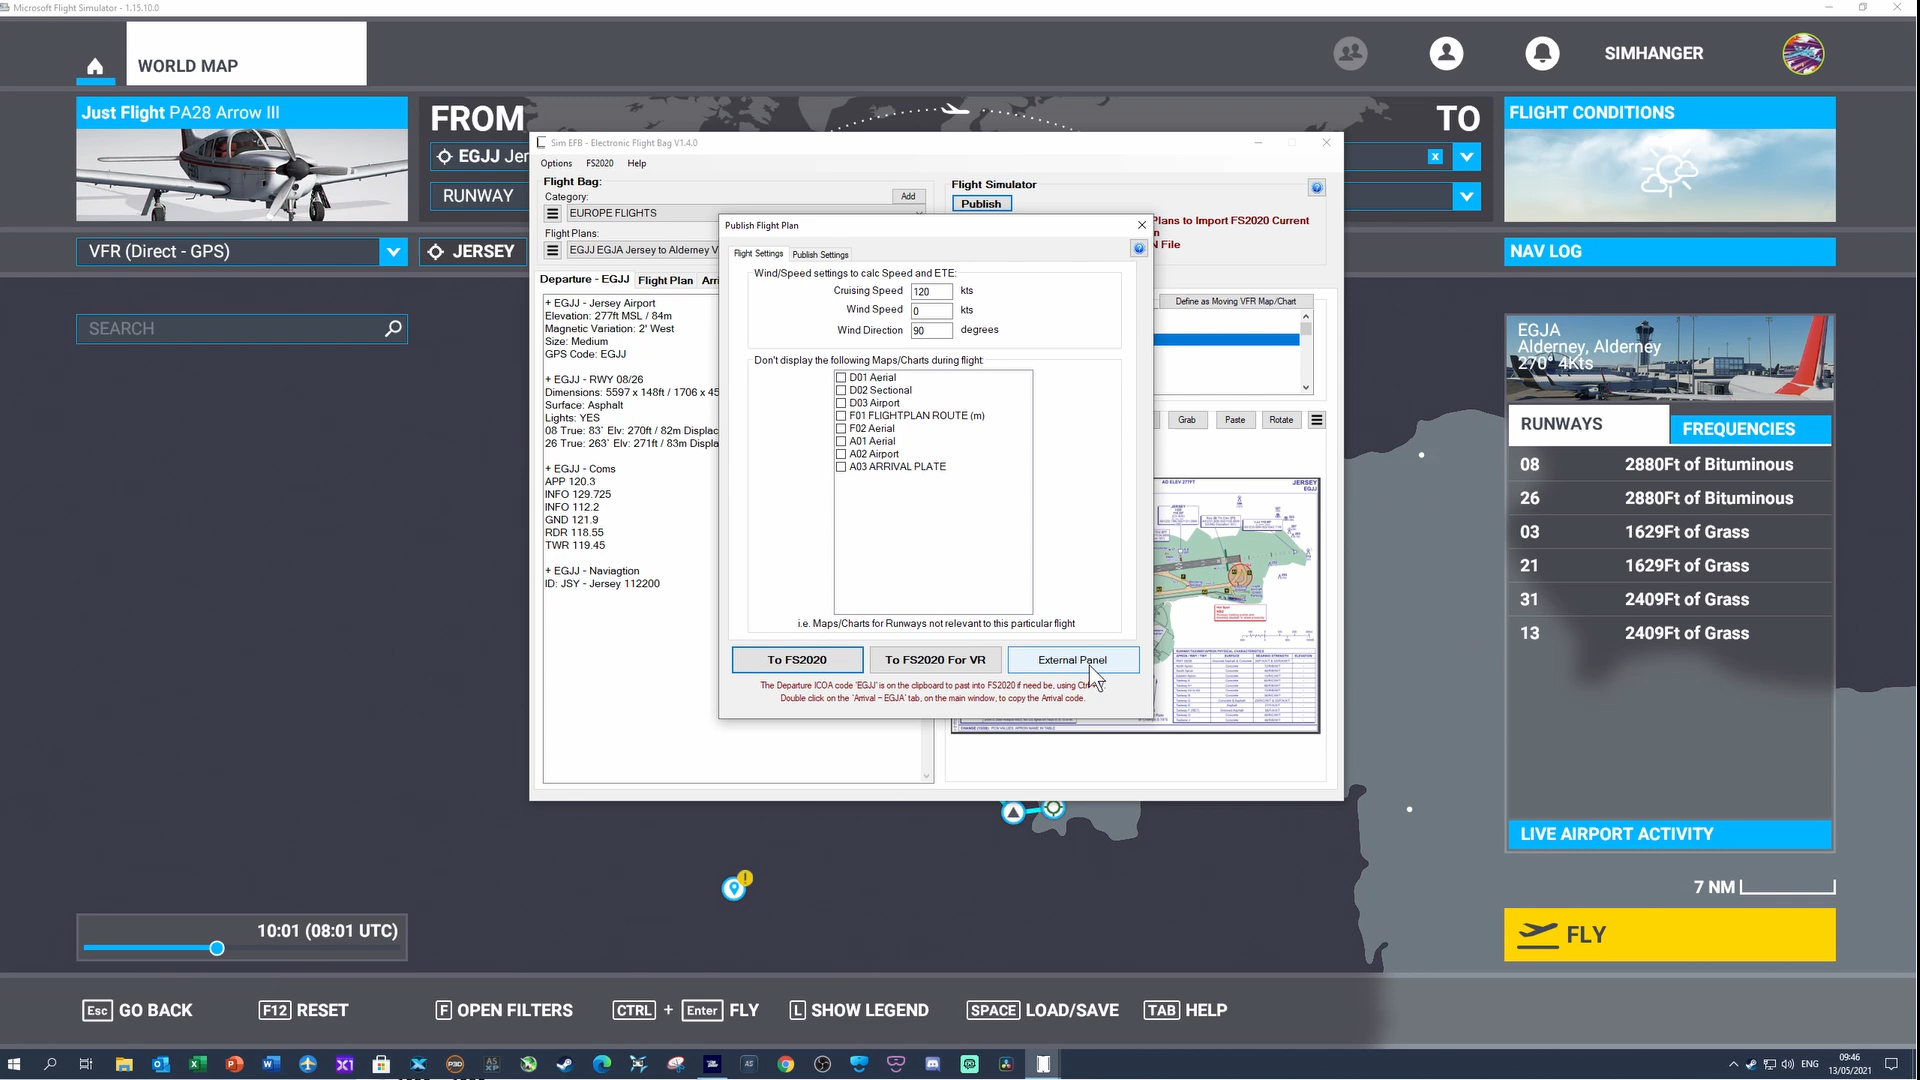 Microsoft Flight Simulator - 1.15.10.0
WORLD MAP
SIMHANGER
Just Flight PA28 Arrow III
FROM
TO
FLIGHT CONDITIONS
EGJJ Jer
RUNWAY
VFR (Direct - GPS)
JERSEY
NAV LOG
SEARCH
Sim EFB - Electronic Flight Bag V1.4.0
Options FS2020 Help
Flight Bag:
Category:
Add
EUROPE FLIGHTS
Flight Plans:
EGJJ EGJA Jersey to Alderney V
Departure - EGJJ
Flight Plan
Arri
+ EGJJ - Jersey Airport
Elevation: 277ft MSL / 84m
Magnetic Variation: 2' West
Size: Medium
GPS Code: EGJJ
+ EGJJ - RWY 08/26
Dimensions: 5597 x 148ft / 1706 x 45
Surface: Asphalt
Lights: YES
08 True: 83` Elv: 270ft / 82m Displac
26 True: 263` Elv: 271ft / 83m Displa
+ EGJJ - Coms
APP 120.3
INFO 129.725
INFO 112.2
GND 121.9
RDR 118.55
TWR 119.45
+ EGJJ - Naviagtion
ID: JSY - Jersey 112200
Flight Simulator
Publish
Plans to Import FS2020 Current
n
N File
Define as Moving VFR Map/Chart
Grab
Paste
Rotate
AD ELEV 277FT
JERSEY
EGJJ
Publish Flight Plan
Flight Settings
Publish Settings
Wind/Speed settings to calc Speed and ETE:
Cruising Speed 120 kts
Wind Speed 0 kts
Wind Direction 90 degrees
Don't display the following Maps/Charts during flight
D01 Aerial
D02 Sectional
D03 Airport
F01 FLIGHTPLAN ROUTE (m)
F02 Aerial
A01 Aerial
A02 Airport
A03 ARRIVAL PLATE
i.e. Maps/Charts for Runways not relevant to this particular flight
To FS2020
To FS2020 For VR
External Panel
The Departure ICOA code 'EGJJ' is on the clipboard to past into FS2020 if need be, using Ctr
Double click on the 'Arrival - EGJA' tab, on the main window, to copy the Arrival code.
EGJA
Alderney, Alderney
270° 4Kts
RUNWAYS
FREQUENCIES
08 2880Ft of Bituminous
26 2880Ft of Bituminous
03 1629Ft of Grass
21 1629Ft of Grass
31 2409Ft of Grass
13 2409Ft of Grass
LIVE AIRPORT ACTIVITY
7 NM
10:01 (08:01 UTC)
FLY
Esc GO BACK
F12 RESET
F OPEN FILTERS
CTRL + Enter FLY
L SHOW LEGEND
SPACE LOAD/SAVE
TAB HELP
ENG
09:46
13/05/2021